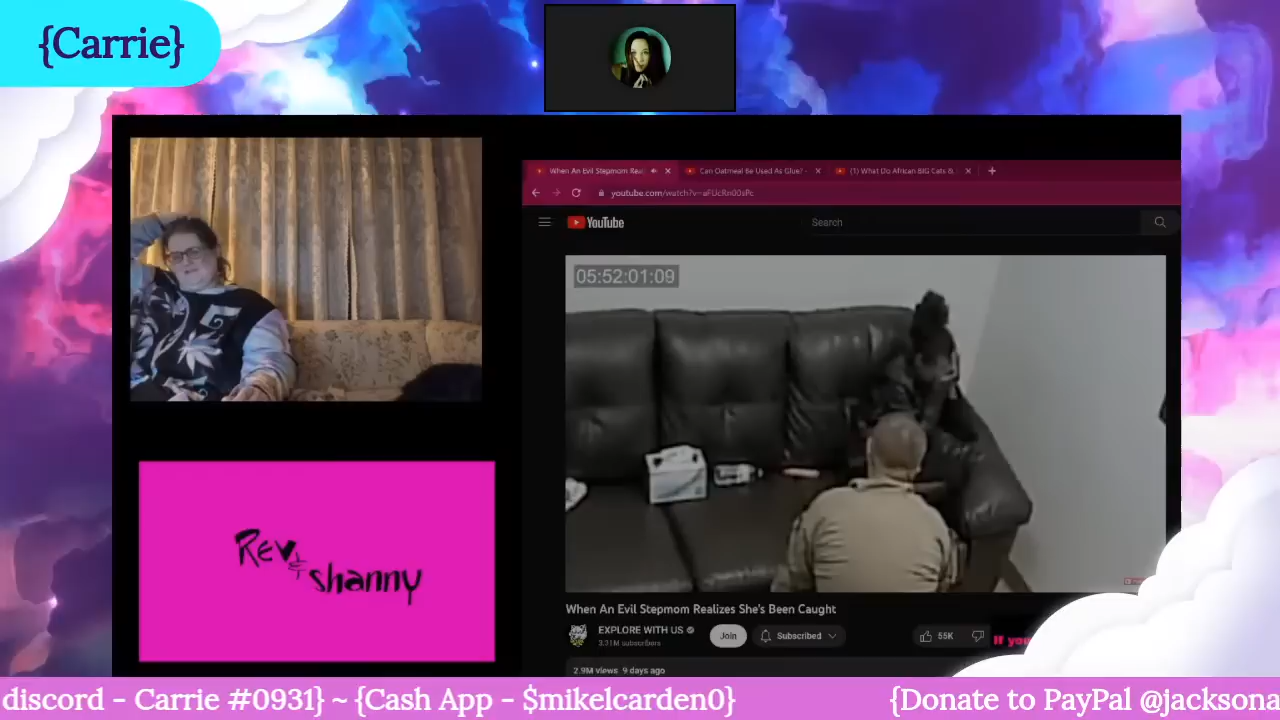 {Carrie}
When An Evil Stepmom Rea
Can Oatmeal Be Used As Glue? -
(1) What Do African BIG Cats &
youtube.com/watch?v=
YouTube
Search
05:52:01:09
Rev & shanny
When An Evil Stepmom Realizes She's Been Caught
EXPLORE WITH US
3.31M subscribers
Join
Subscribed
55K
If you
2.9M views 9 days ago
discord - Carrie #0931} ~ {Cash App - $mikelcarden0}
{Donate to PayPal @jacksona